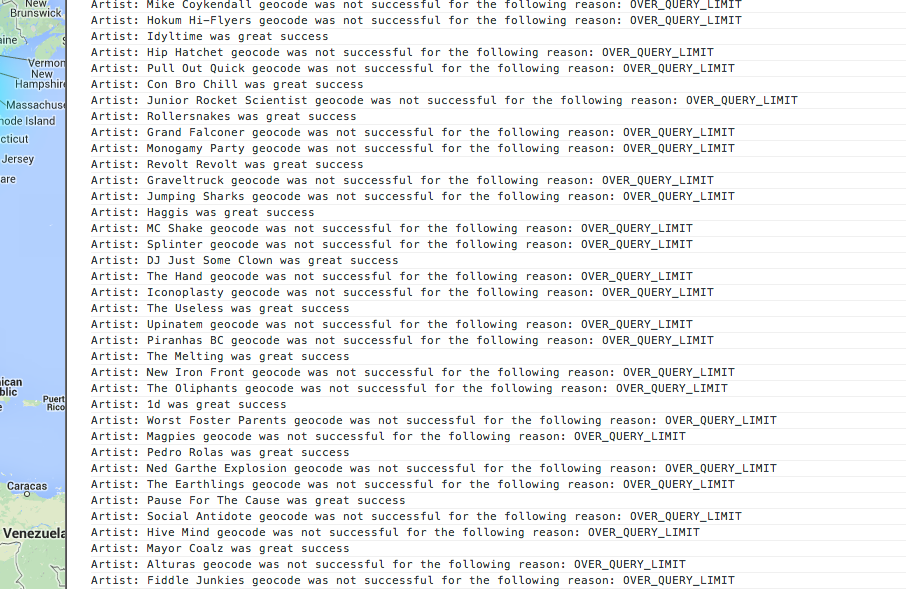 New
Brunswick
aine
Vermon
New
Hampshire
Massachuse
hode Island
cticut
Jersey
are
ican
blic
Puert
Rico
Caracas
Venezuela
Artist: Mike Coykendall geocode was not successful for the following reason: OVER_QUERY_LIMIT
Artist: Hokum Hi-Flyers geocode was not successful for the following reason: OVER_QUERY_LIMIT
Artist: Idyltime was great success
Artist: Hip Hatchet geocode was not successful for the following reason: OVER_QUERY_LIMIT
Artist: Pull Out Quick geocode was not successful for the following reason: OVER_QUERY_LIMIT
Artist: Con Bro Chill was great success
Artist: Junior Rocket Scientist geocode was not successful for the following reason: OVER_QUERY_LIMIT
Artist: Rollersnakes was great success
Artist: Grand Falconer geocode was not successful for the following reason: OVER_QUERY_LIMIT
Artist: Monogamy Party geocode was not successful for the following reason: OVER_QUERY_LIMIT
Artist: Revolt Revolt was great success
Artist: Graveltruck geocode was not successful for the following reason: OVER_QUERY_LIMIT
Artist: Jumping Sharks geocode was not successful for the following reason: OVER_QUERY_LIMIT
Artist: Haggis was great success
Artist: MC Shake geocode was not successful for the following reason: OVER_QUERY_LIMIT
Artist: Splinter geocode was not successful for the following reason: OVER_QUERY_LIMIT
Artist: DJ Just Some Clown was great success
Artist: The Hand geocode was not successful for the following reason: OVER_QUERY_LIMIT
Artist: Iconoplasty geocode was not successful for the following reason: OVER_QUERY_LIMIT
Artist: The Useless was great success
Artist: Upinatem geocode was not successful for the following reason: OVER_QUERY_LIMIT
Artist: Piranhas BC geocode was not successful for the following reason: OVER_QUERY_LIMIT
Artist: The Melting was great success
Artist: New Iron Front geocode was not successful for the following reason: OVER_QUERY_LIMIT
Artist: The Oliphants geocode was not successful for the following reason: OVER_QUERY_LIMIT
Artist: 1d was great success
Artist: Worst Foster Parents geocode was not successful for the following reason: OVER_QUERY_LIMIT
Artist: Magpies geocode was not successful for the following reason: OVER_QUERY_LIMIT
Artist: Pedro Rolas was great success
Artist: Ned Garthe Explosion geocode was not successful for the following reason: OVER_QUERY_LIMIT
Artist: The Earthlings geocode was not successful for the following reason: OVER_QUERY_LIMIT
Artist: Pause For The Cause was great success
Artist: Social Antidote geocode was not successful for the following reason: OVER_QUERY_LIMIT
Artist: Hive Mind geocode was not successful for the following reason: OVER_QUERY_LIMIT
Artist: Mayor Coalz was great success
Artist: Alturas geocode was not successful for the following reason: OVER_QUERY_LIMIT
Artist: Fiddle Junkies geocode was not successful for the following reason: OVER_QUERY_LIMIT